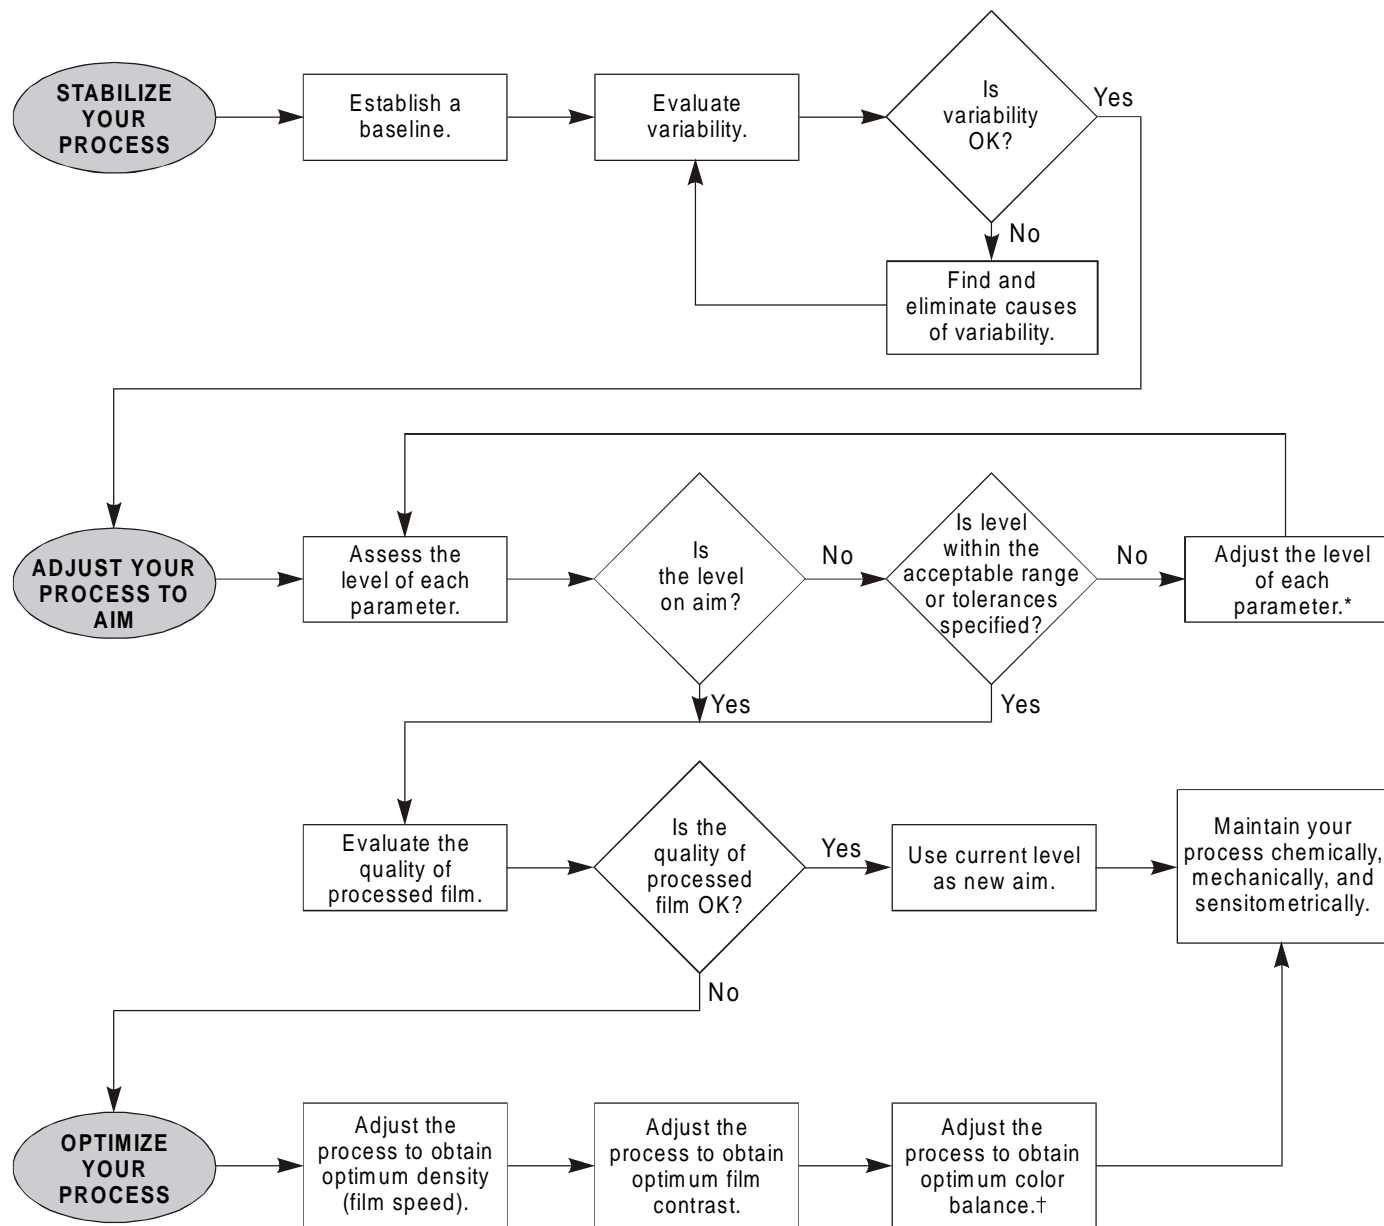 STABILIZE
YOUR
PROCESS
Establish a
baseline.
Evaluate
variability.
Is
variability
OK?
Yes
No
Find and
eliminate causes
of variability.
ADJUST YOUR
PROCESS TO
AIM
Assess the
level of each
parameter.
Is
the level
on aim?
No
Yes
Is level
within the
acceptable range
or tolerances
specified?
No
Yes
Adjust the level
of each
parameter.*
Evaluate the
quality of
processed film.
Is the
quality of
processed
film OK?
Yes
No
Use current level
as new aim.
Maintain your
process chemically,
mechanically, and
sensitometrically.
OPTIMIZE
YOUR
PROCESS
Adjust the
process to obtain
optimum density
(film speed).
Adjust the
process to obtain
optimum film
contrast.
Adjust the
process to obtain
optimum color
balance.†